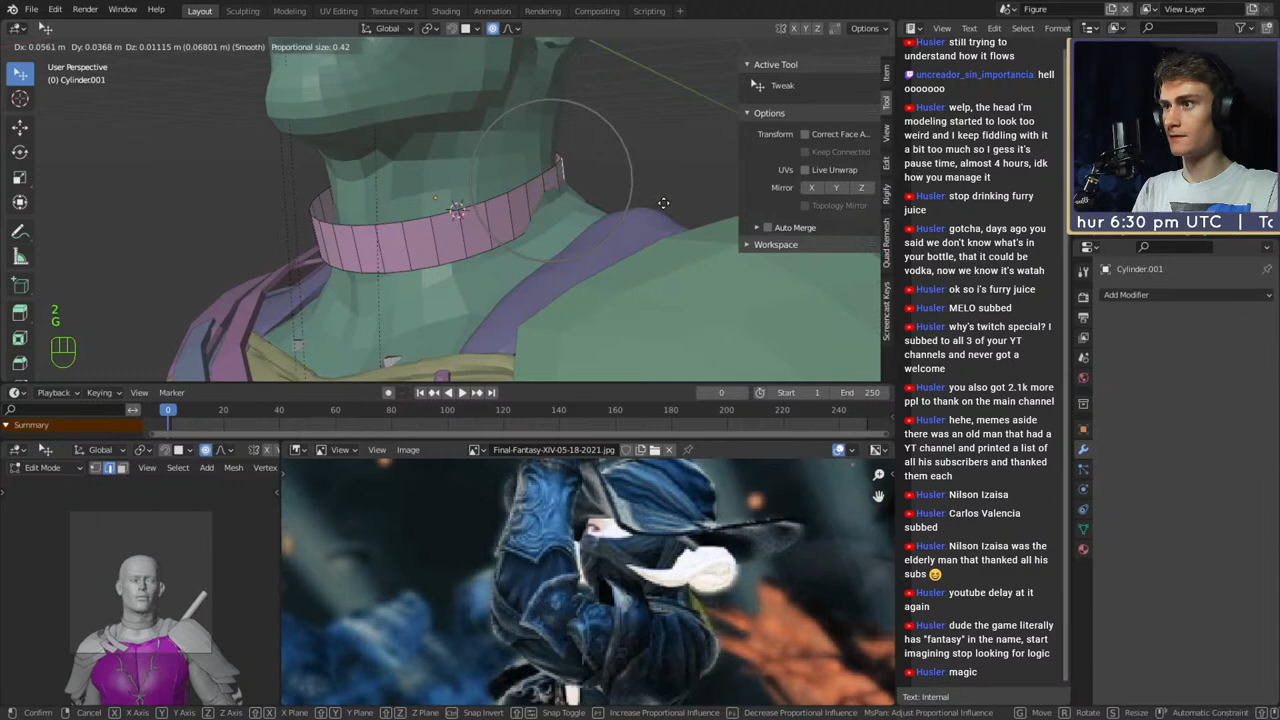 File Edit Render Window Help Layout Sculpting Modeling UV Editing Texture Paint Shading Animation Rendering Compositing Scripting + Figure View Layer
Global Options
View Text Edit Select Format
Dx: 0.0561 m Dy: 0.0368 m Dz: 0.01115 m (0.06801 m) (Smooth) Proportional size: 0.42
User Perspective
(0) Cylinder.001
Active Tool
Tweak
Options
Transform Correct Face A...
Keep Connected
UVs Live Unwrap
Mirror X Y Z
Topology Mirror
Auto Merge
Workspace
Item
Tool
View
Edit
Rigify
Quad Remesh
Screencast Keys
2
G
Husler still trying to
understand how it flows
uncreador_sin_importancia: hell
ooooooo
Husler welp, the head I'm
modeling started to look too
weird and I keep fiddling with it
a bit too much so I gess it's
pause time, almost 4 hours, idk
how you manage it
Husler stop drinking furry
juice
Husler gotcha, days ago you
said we don't know what's in
your bottle, that it could be
vodka, now we know it's watah
Husler ok so i's furry juice
Husler MELO subbed
Husler why's twitch special? I
subbed to all 3 of your YT
channels and never got a
welcome
Husler you also got 2.1k more
ppl to thank on the main channel
Husler hehe, memes aside
there was an old man that had a
YT channel and printed a list of
all his subscribers and thanked
them each
Husler Nilson Izaisa
Husler Carlos Valencia
subbed
Husler Nilson Izaisa was the
elderly man that thanked all his
subs 😆
Husler youtube delay at it
again
Husler dude the game literally
has "fantasy" in the name, start
imagining stop looking for logic
Husler magic
Text: Internal
hur 6:30 pm UTC | To
Cylinder.001
Add Modifier
Playback Keying View Marker 0 Start 1 End 250
0 20 40 60 80 100 120 140 160 180 200 220 240
Summary
Global
Edit Mode View Select Add Mesh Vertex
View View Image Final-Fantasy-XIV-05-18-2021.jpg
Confirm Cancel X X Axis Y Y Axis Z Z Axis X X Plane Y Y Plane Z Z Plane Snap Invert Snap Toggle Increase Proportional Influence Decrease Proportional Influence MsPan: Adjust Proportional Influence G Move R Rotate S Resize Automatic Constraint